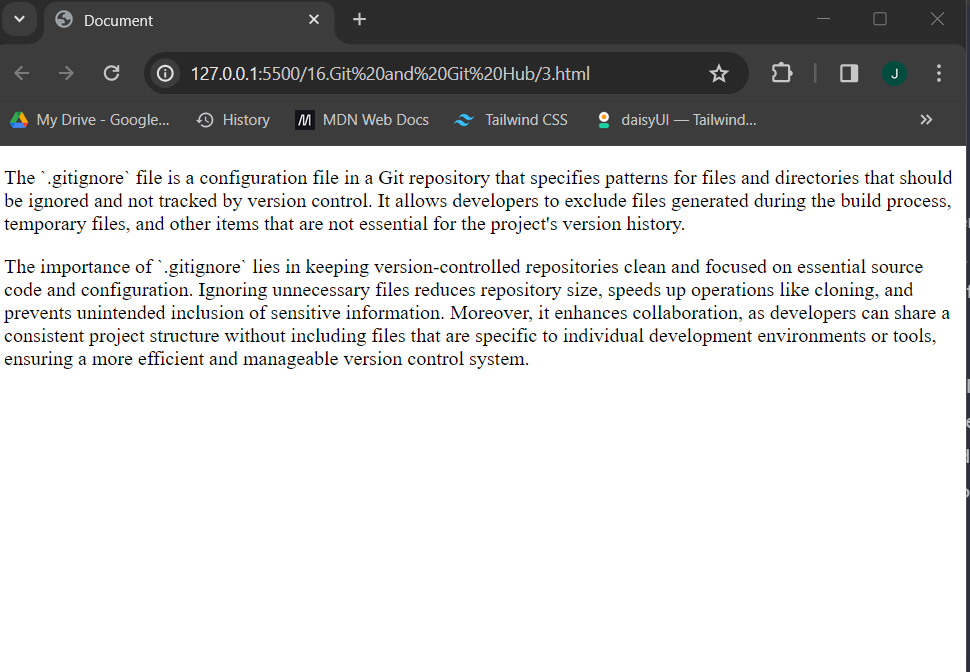 Document
127.0.0.1:5500/16.Git%20and%20Git%20Hub/3.html
J
My Drive - Google...
History
MDN Web Docs
Tailwind CSS
daisyUI — Tailwind...
The `.gitignore` file is a configuration file in a Git repository that specifies patterns for files and directories that should
be ignored and not tracked by version control. It allows developers to exclude files generated during the build process,
temporary files, and other items that are not essential for the project's version history.
The importance of `.gitignore` lies in keeping version-controlled repositories clean and focused on essential source
code and configuration. Ignoring unnecessary files reduces repository size, speeds up operations like cloning, and
prevents unintended inclusion of sensitive information. Moreover, it enhances collaboration, as developers can share a
consistent project structure without including files that are specific to individual development environments or tools,
ensuring a more efficient and manageable version control system.